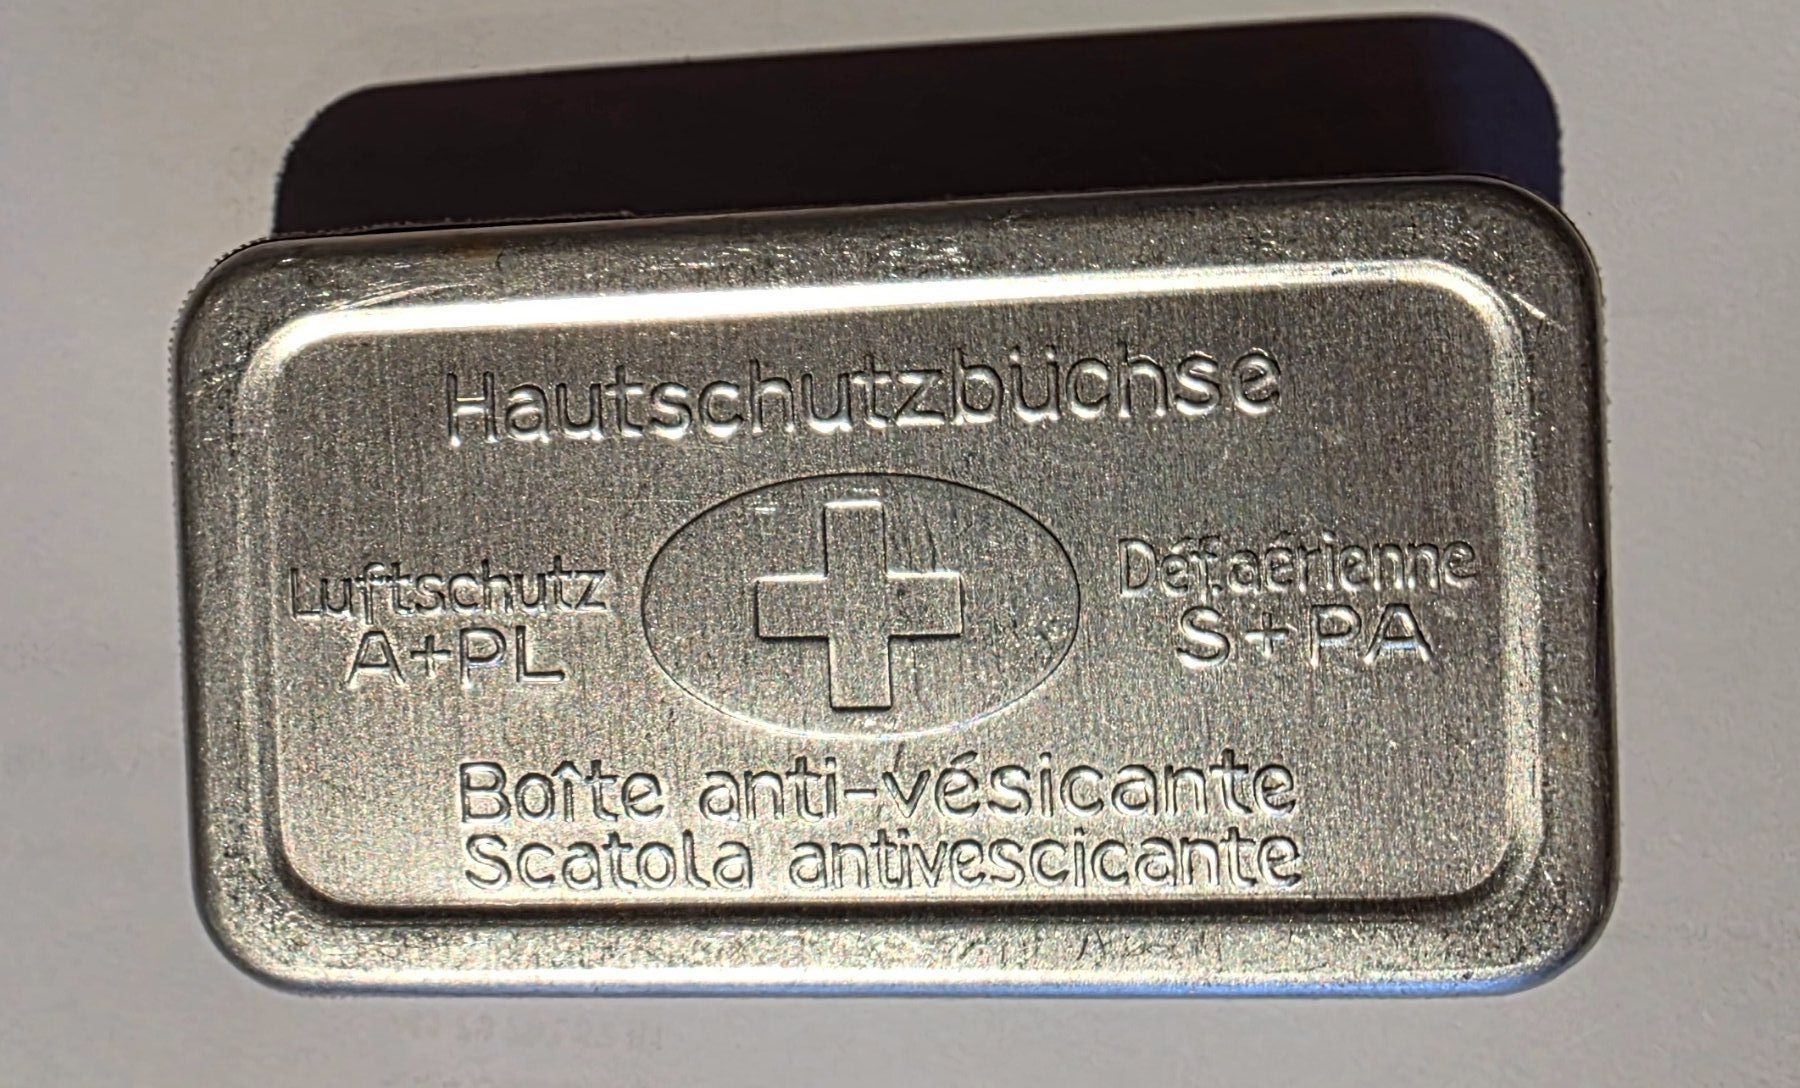 Hautschutzbüchse
Luftschutz
A+PL
Déf.aérienne
S+PA
Boîte anti-vésicante
Scatola antivescicante